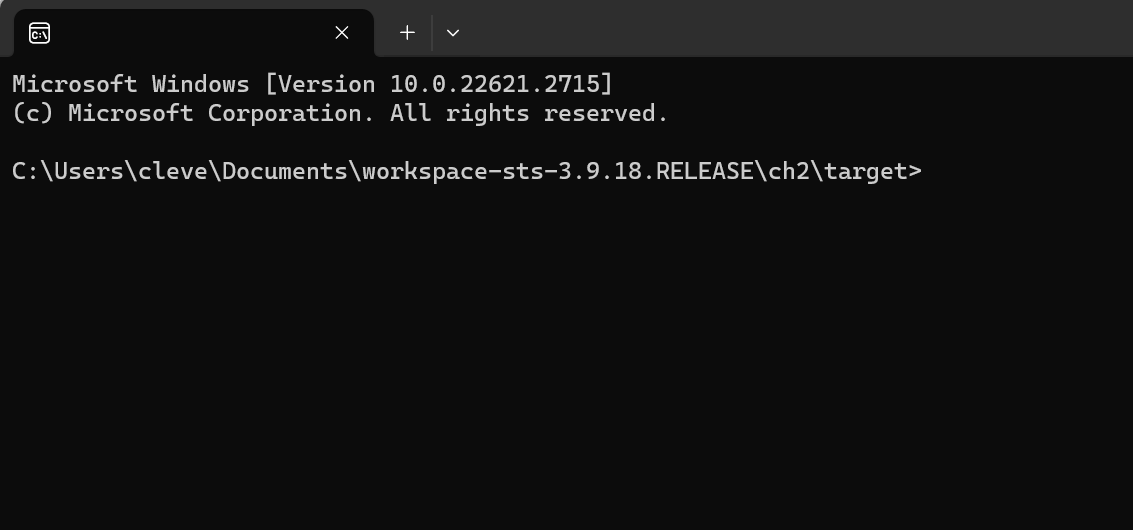 Microsoft Windows [Version 10.0.22621.2715]
(c) Microsoft Corporation. All rights reserved.
C:\Users\cleve\Documents\workspace-sts-3.9.18.RELEASE\ch2\target>